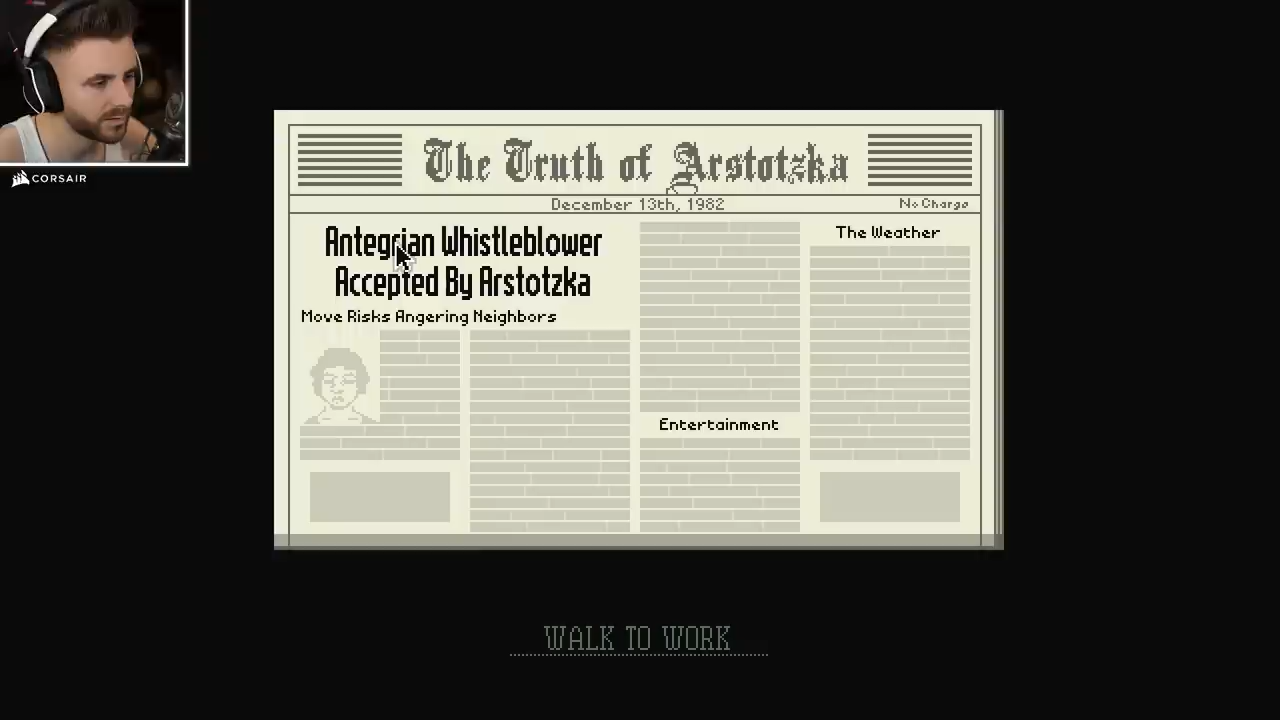 CORSAIR
The Truth of Arstotzka
December 13th, 1982
No Charge
Antegrian Whistleblower
Accepted By Arstotzka
Move Risks Angering Neighbors
Entertainment
The Weather
WALK TO WORK